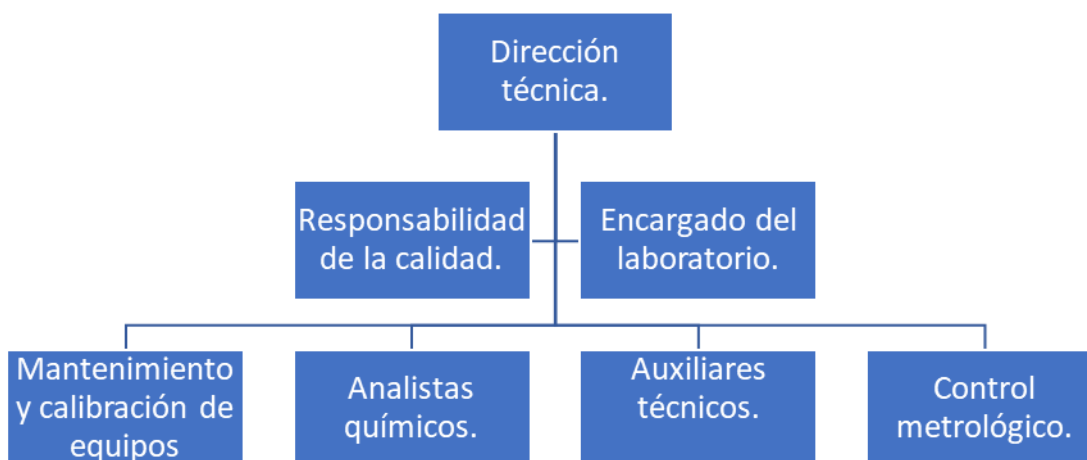 Dirección
técnica.
Responsabilidad
de la calidad.
Encargado del
laboratorio.
Mantenimiento
y calibración de
equipos
Analistas
químicos.
Auxiliares
técnicos.
Control
metrológico.